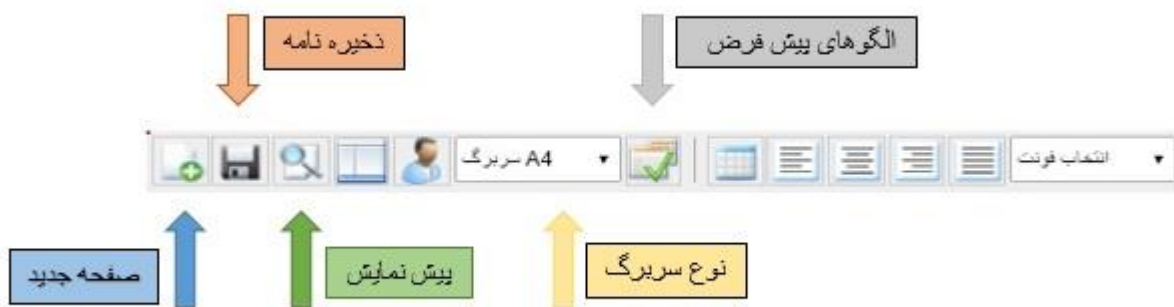 ذخیره نامه
الگوهای پیش فرض
سربرگ A4
انتخاب فونت
صفحه جدید
پیش نمایش
نوع سربرگ